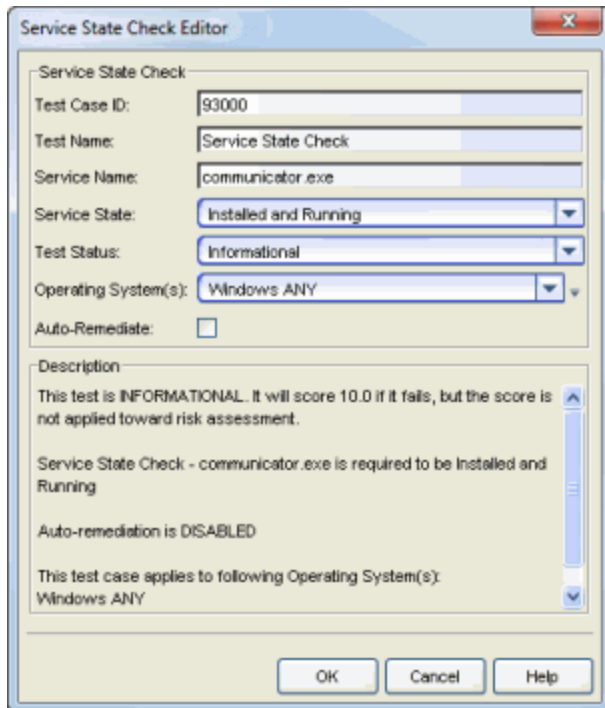 Service State Check Editor
Service State Check
Test Case ID: 93000
Test Name: Service State Check
Service Name: communicator.exe
Service State: Installed and Running
Test Status: Informational
Operating System(s): Windows ANY
Auto-Remediate:
Description
This test is INFORMATIONAL. It will score 10.0 if it fails, but the score is
not applied toward risk assessment.
Service State Check - communicator.exe is required to be Installed and
Running
Auto-remediation is DISABLED
This test case applies to following Operating System(s):
Windows ANY
OK Cancel Help